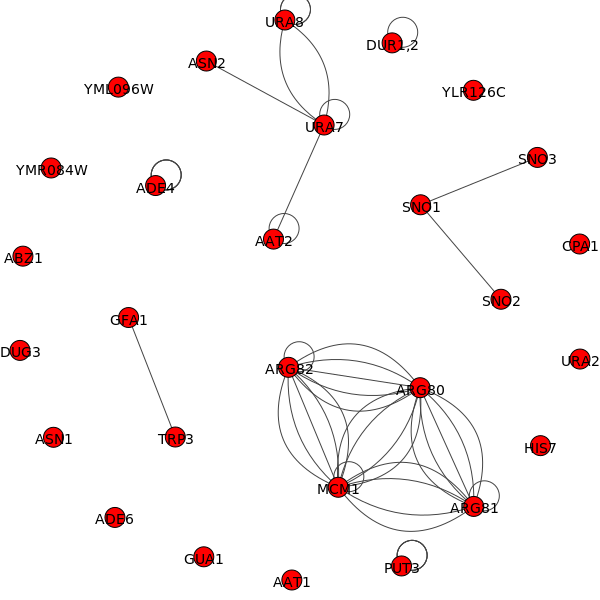 URA8
DUR1,2
ASN2
YML096W
YLR126C
URA7
SNO3
YMR084W
ADE4
SNO1
AAT2
CPA1
ABZ1
SNO2
GFA1
DUG3
URA2
ARG82
ARG80
ASN1
TRP3
HIS7
MCM1
ARG81
ADE6
GUA1
PUT3
AAT1